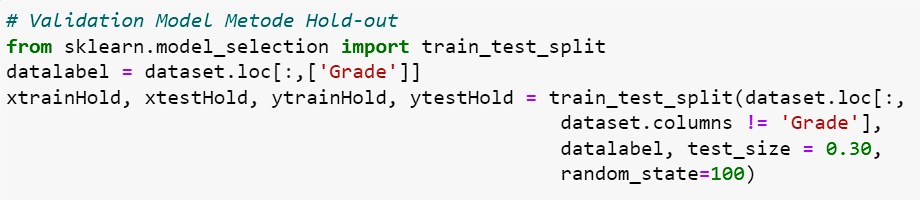 # Validation Model Metode Hold-out
from sklearn.model_selection import train_test_split
datalabel = dataset.loc[:,['Grade']]
xtrainHold, xtestHold, ytrainHold, ytestHold = train_test_split(dataset.loc[:,
dataset.columns != 'Grade'],
datalabel, test_size = 0.30,
random_state=100)